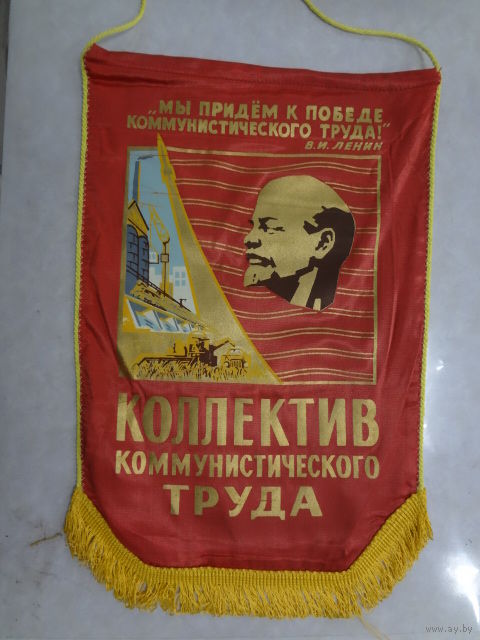 „МЫ ПРИДЁМ К ПОБЕДЕ
КОММУНИСТИЧЕСКОГО ТРУДА!"
В.И. ЛЕНИН
КОЛЛЕКТИВ
КОММУНИСТИЧЕСКОГО
ТРУДА
www.ay.by